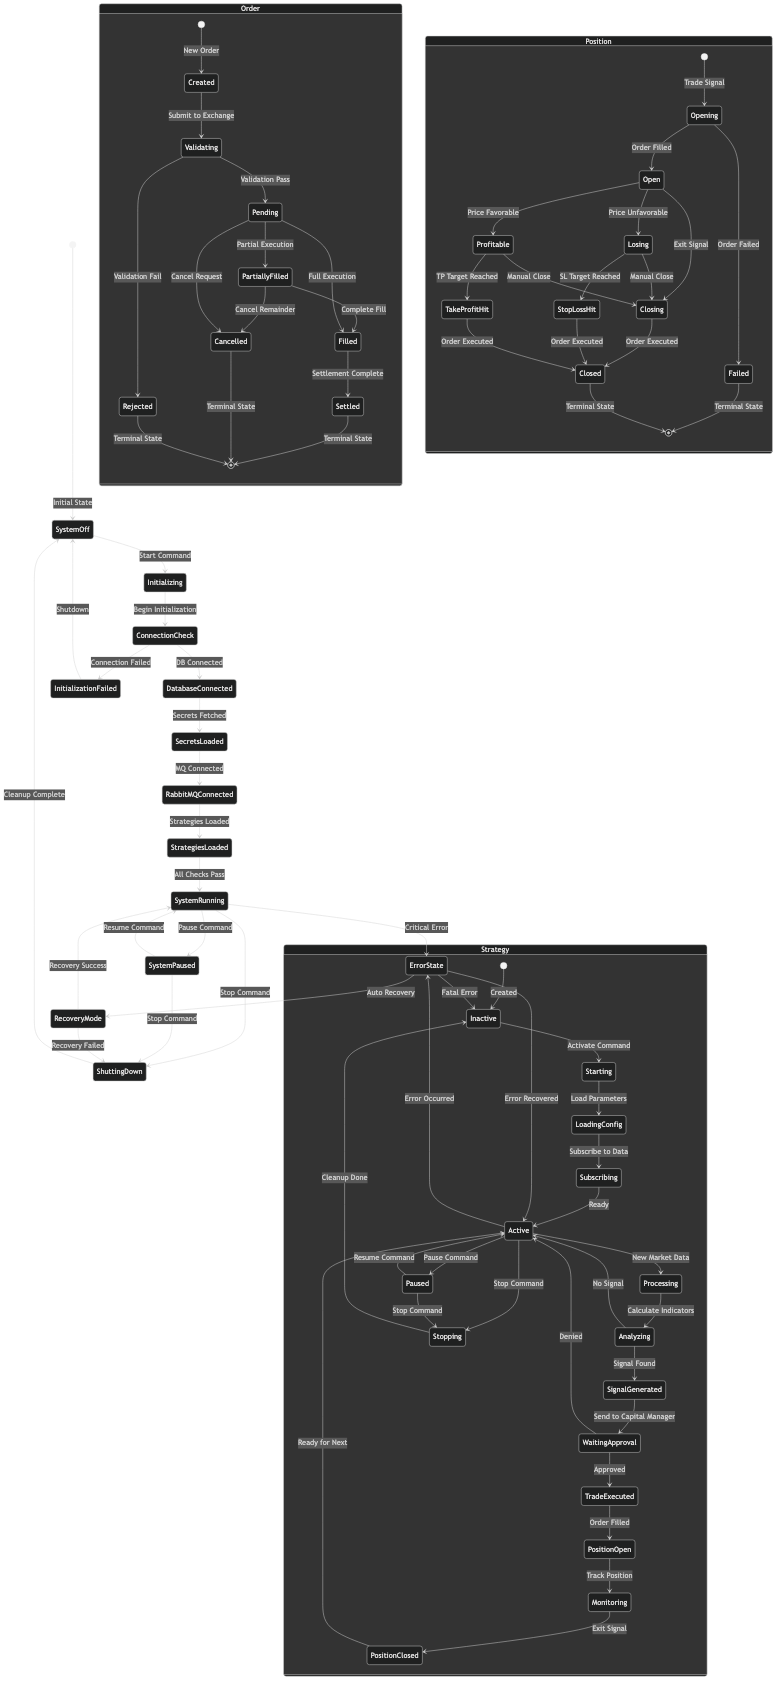 Order
New Order
Created
Submit to Exchange
Validating
Validation Pass
Pending
Partial Execution
Validation Fail
Cancel Request
PartiallyFilled
Full Execution
Cancel Remainder
Complete Fill
Cancelled
Filled
Settlement Complete
Rejected
Terminal State
Settled
Terminal State
Terminal State
Position
Trade Signal
Opening
Order Filled
Open
Price Favorable
Price Unfavorable
Profitable
Losing
Exit Signal
Order Failed
TP Target Reached
Manual Close
SL Target Reached
Manual Close
TakeProfitHit
StopLossHit
Closing
Order Executed
Order Executed
Order Executed
Closed
Failed
Terminal State
Terminal State
Initial State
SystemOff
Start Command
Initializing
Shutdown
Begin Initialization
ConnectionCheck
Connection Failed
DB Connected
InitializationFailed
DatabaseConnected
Secrets Fetched
SecretsLoaded
MQ Connected
Cleanup Complete
RabbitMQConnected
Strategies Loaded
StrategiesLoaded
All Checks Pass
SystemRunning
Resume Command
Pause Command
Critical Error
Recovery Success
SystemPaused
Stop Command
RecoveryMode
Stop Command
Recovery Failed
ShuttingDown
Auto Recovery
Strategy
ErrorState
Fatal Error
Created
Inactive
Activate Command
Starting
Error Occurred
Error Recovered
Load Parameters
LoadingConfig
Subscribe to Data
Cleanup Done
Subscribing
Ready
Active
Resume Command
Pause Command
New Market Data
Paused
Stop Command
No Signal
Processing
Stop Command
Calculate Indicators
Stopping
Denied
Analyzing
Signal Found
SignalGenerated
Send to Capital Manager
Ready for Next
WaitingApproval
Approved
TradeExecuted
Order Filled
PositionOpen
Track Position
Monitoring
Exit Signal
PositionClosed